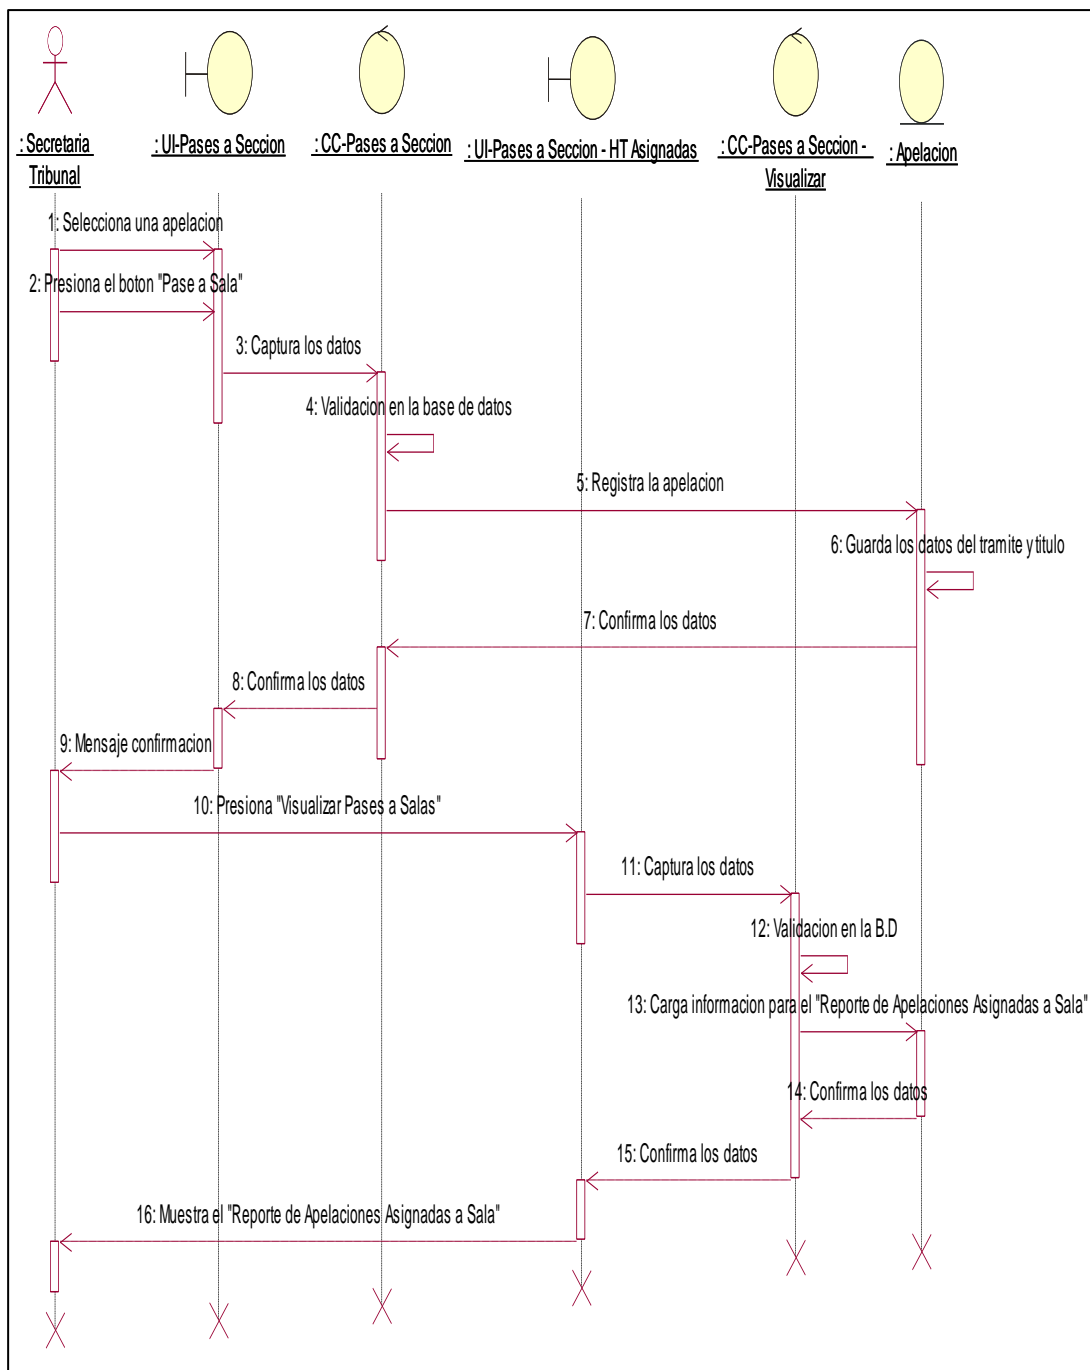 : Secretaria
Tribunal
: UI-Pases a Seccion
: CC-Pases a Seccion
: UI-Pases a Seccion - HT Asignadas
: CC-Pases a Seccion -
Visualizar
: Apelacion
1: Selecciona una apelacion
2: Presiona el boton "Pase a Sala"
3: Captura los datos
4: Validacion en la base de datos
5: Registra la apelacion
6: Guarda los datos del tramite y titulo
7: Confirma los datos
8: Confirma los datos
9: Mensaje confirmacion
10: Presiona "Visualizar Pases a Salas"
11: Captura los datos
12: Validacion en la B.D
13: Carga informacion para el "Reporte de Apelaciones Asignadas a Sala"
14: Confirma los datos
15: Confirma los datos
16: Muestra el "Reporte de Apelaciones Asignadas a Sala"